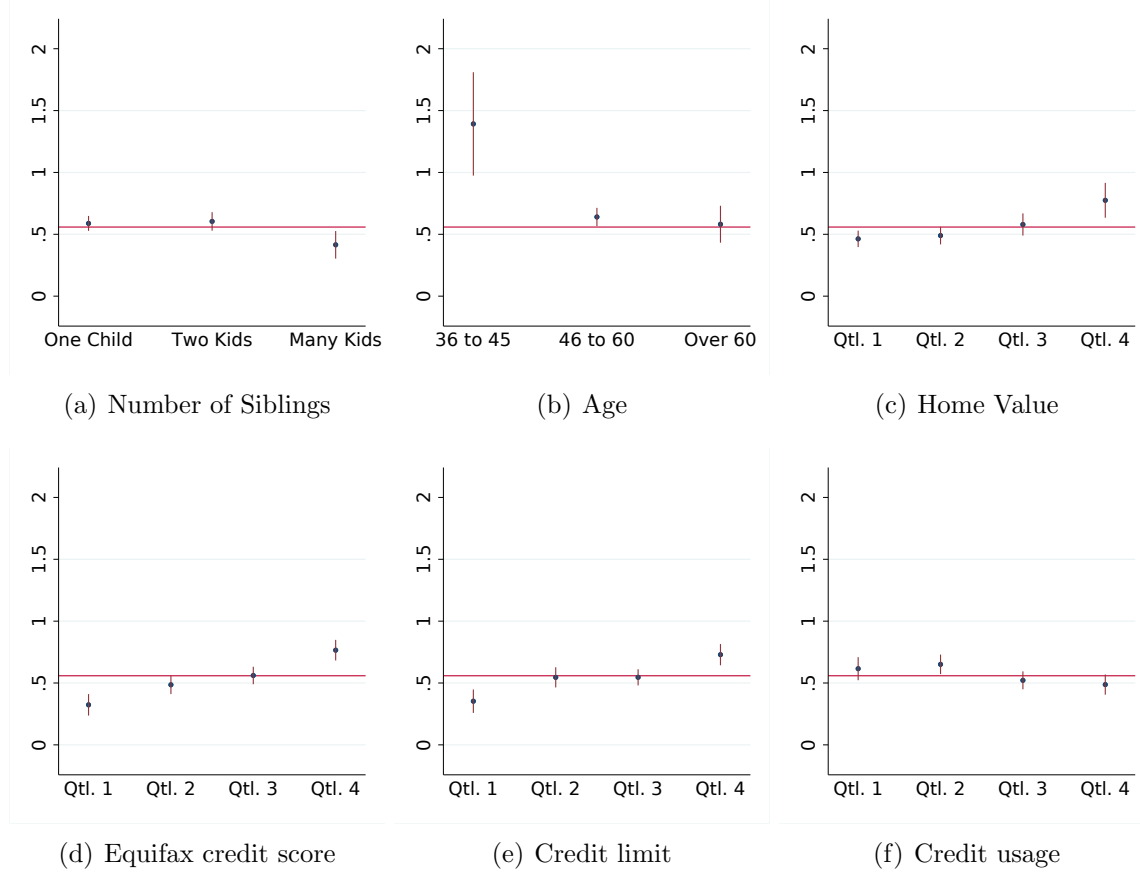 2
1.5
1
.5
0
One Child Two Kids Many Kids
(a) Number of Siblings
2
1.5
1
.5
0
36 to 45 46 to 60 Over 60
(b) Age
2
1.5
1
.5
0
Qtl. 1 Qtl. 2 Qtl. 3 Qtl. 4
(c) Home Value
2
1.5
1
.5
0
Qtl. 1 Qtl. 2 Qtl. 3 Qtl. 4
(d) Equifax credit score
2
1.5
1
.5
0
Qtl. 1 Qtl. 2 Qtl. 3 Qtl. 4
(e) Credit limit
2
1.5
1
.5
0
Qtl. 1 Qtl. 2 Qtl. 3 Qtl. 4
(f) Credit usage